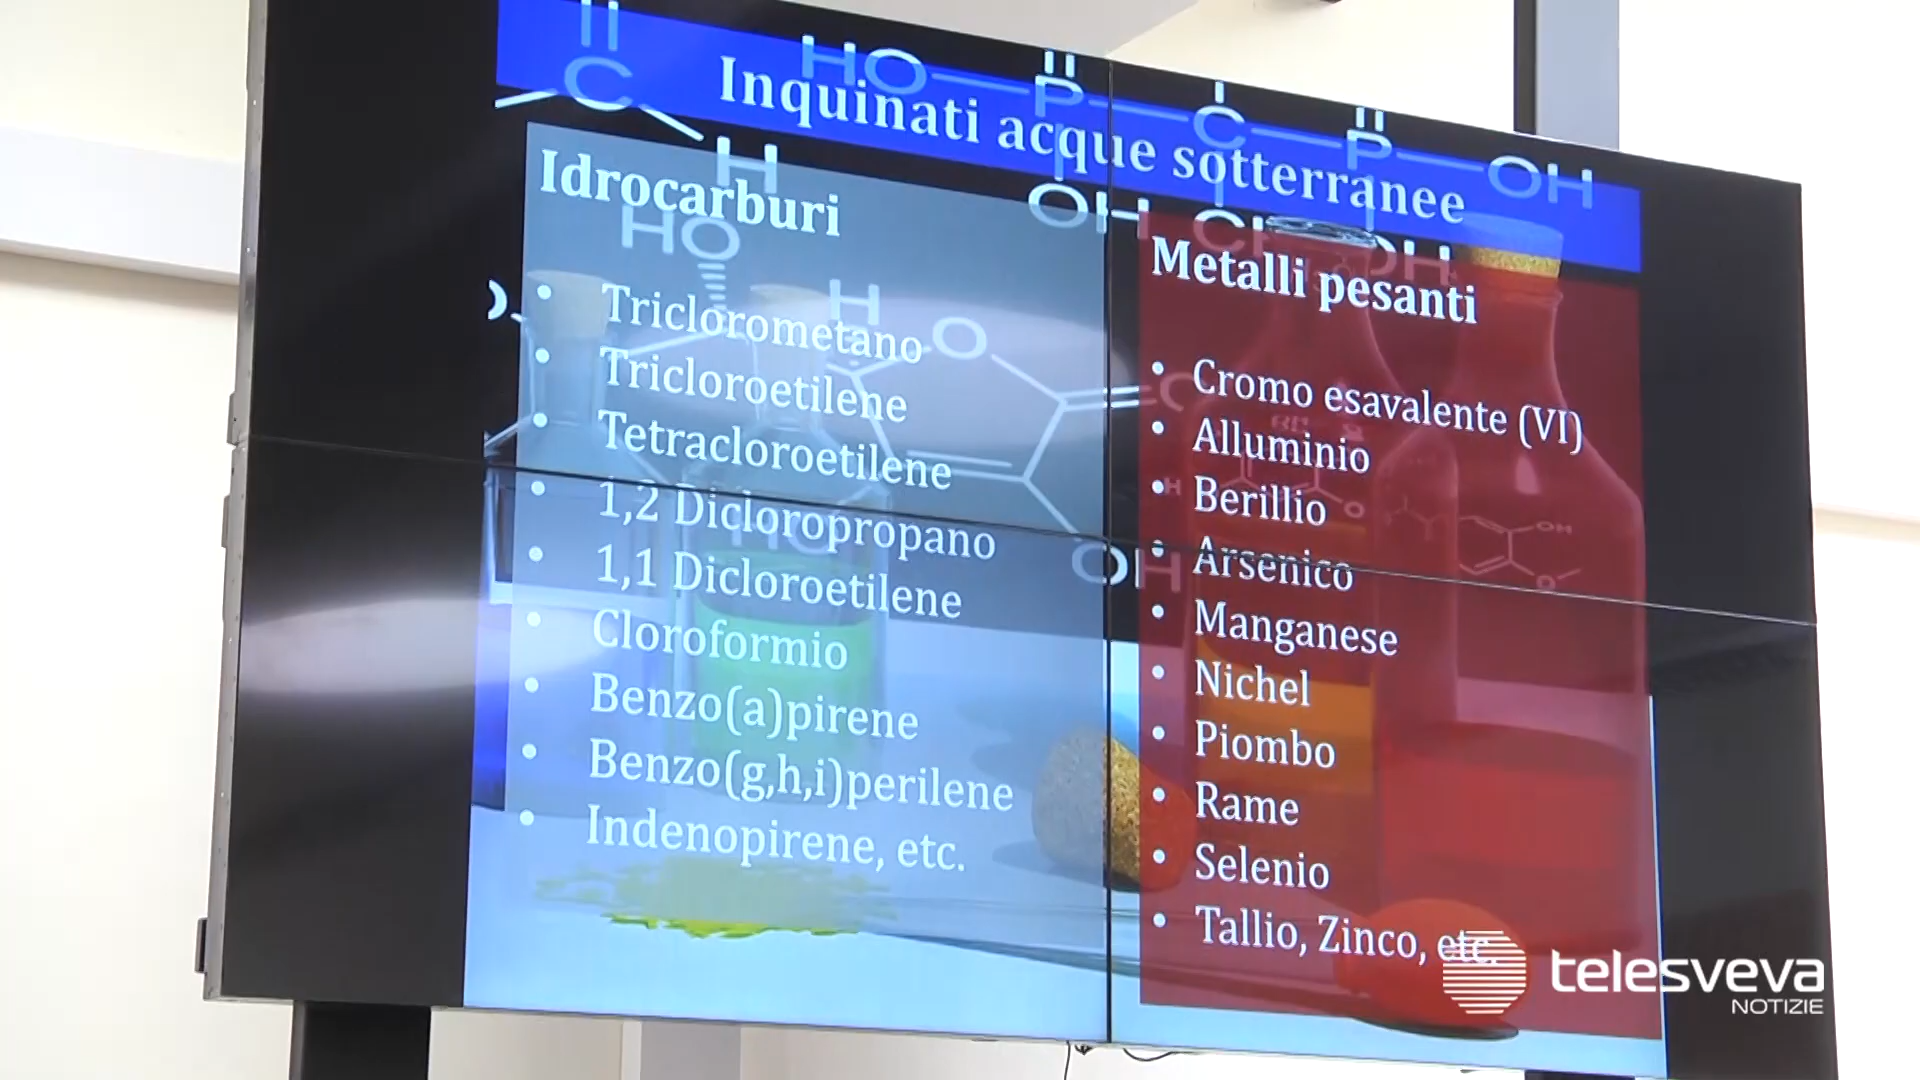 Inquinati acque sotterranee
Idrocarburi
• Triclorometano
• Tricloroetilene
• Tetracloroetilene
• 1,2 Dicloropropano
• 1,1 Dicloroetilene
• Cloroformio
• Benzo(a)pirene
• Benzo(g,h,i)perilene
• Indenopirene, etc.
Metalli pesanti
• Cromo esavalente (VI)
• Alluminio
• Berillio
• Arsenico
• Manganese
• Nichel
• Piombo
• Rame
• Selenio
• Tallio, Zinco, etc.
telesveva
NOTIZIE